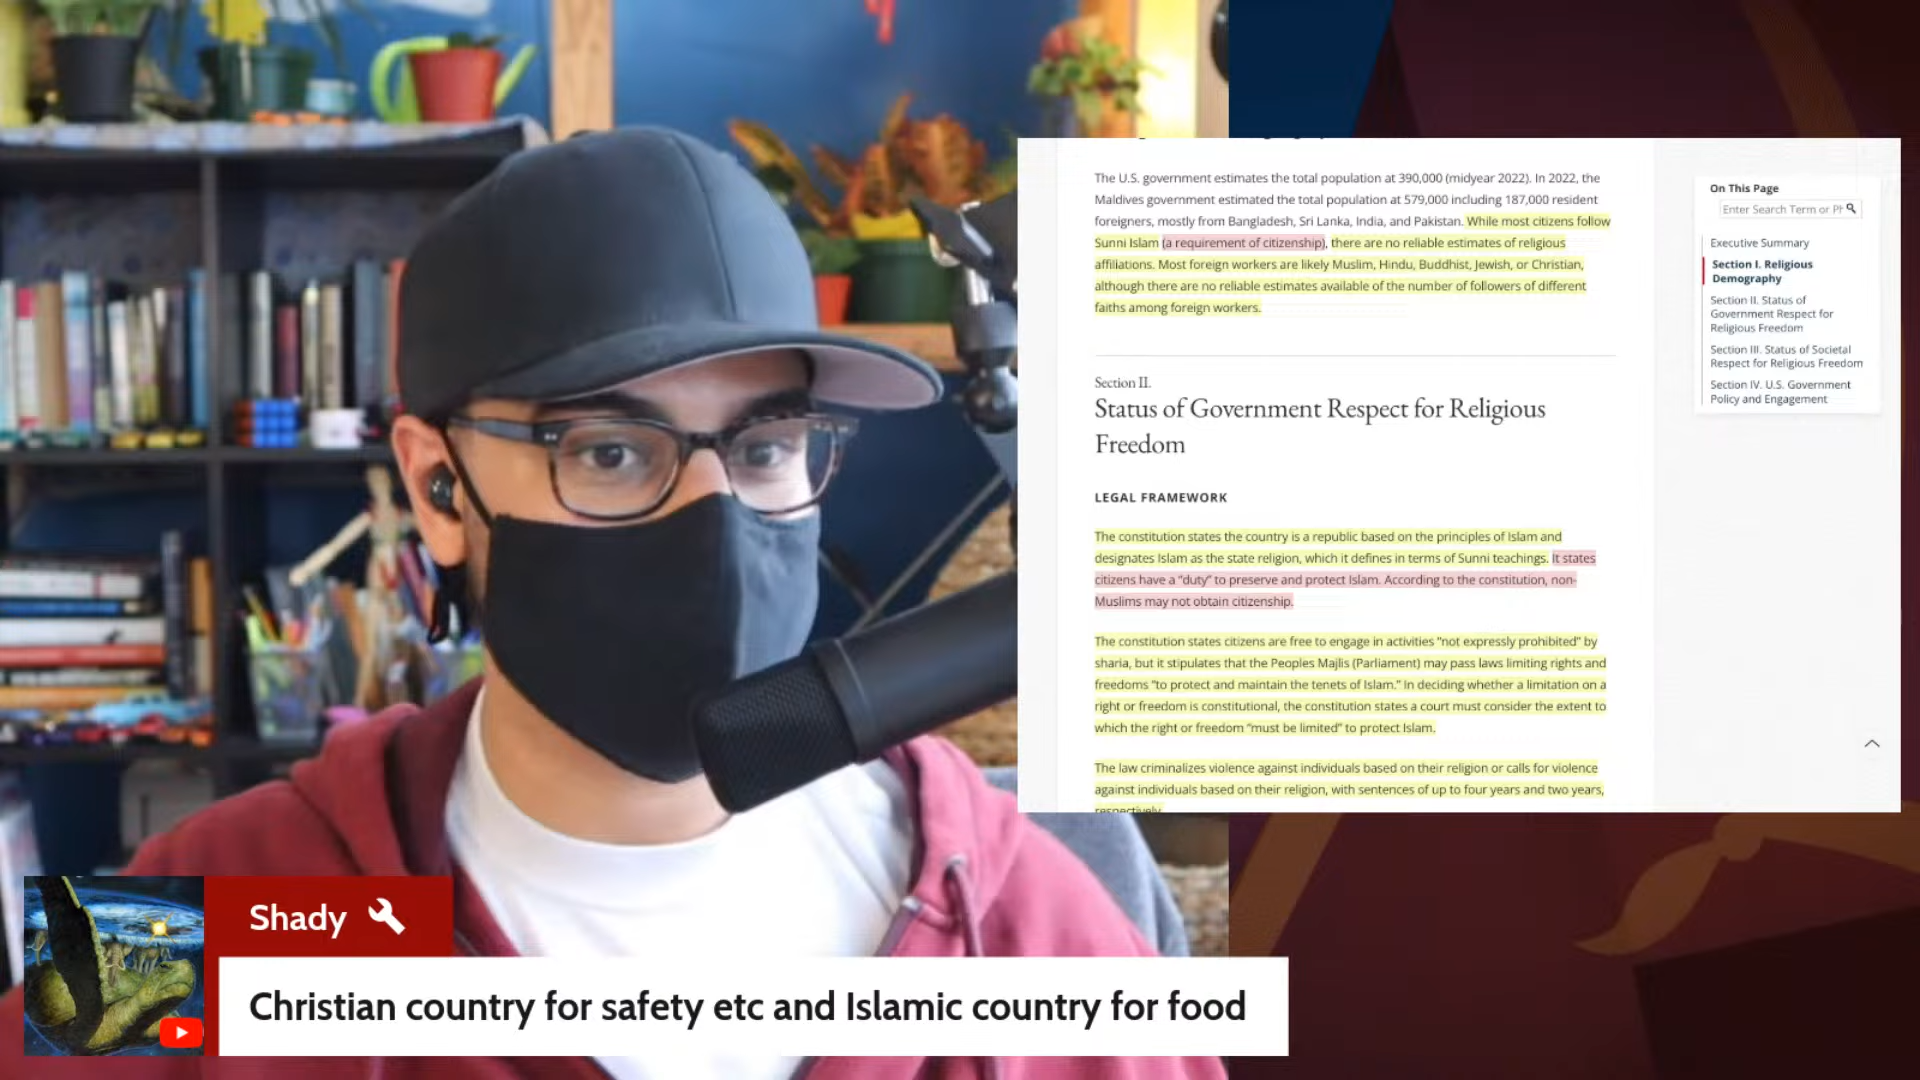 The U.S. government estimates the total population at 390,000 (midyear 2022). In 2022, the
Maldives government estimated the total population at 579,000 including 187,000 resident
foreigners, mostly from Bangladesh, Sri Lanka, India, and Pakistan. While most citizens follow
Sunni Islam (a requirement of citizenship), there are no reliable estimates of religious
affiliations. Most foreign workers are likely Muslim, Hindu, Buddhist, Jewish, or Christian,
although there are no reliable estimates available of the number of followers of different
faiths among foreign workers.
Section II.
Status of Government Respect for Religious
Freedom
LEGAL FRAMEWORK
The constitution states the country is a republic based on the principles of Islam and
designates Islam as the state religion, which it defines in terms of Sunni teachings. It states
citizens have a “duty” to preserve and protect Islam. According to the constitution, non-
Muslims may not obtain citizenship.
The constitution states citizens are free to engage in activities “not expressly prohibited” by
sharia, but it stipulates that the Peoples Majlis (Parliament) may pass laws limiting rights and
freedoms “to protect and maintain the tenets of Islam.” In deciding whether a limitation on a
right or freedom is constitutional, the constitution states a court must consider the extent to
which the right or freedom “must be limited” to protect Islam.
The law criminalizes violence against individuals based on their religion or calls for violence
against individuals based on their religion, with sentences of up to four years and two years,
respectively.
On This Page
Enter Search Term or Ph
Executive Summary
Section I. Religious
Demography
Section II. Status of
Government Respect for
Religious Freedom
Section III. Status of Societal
Respect for Religious Freedom
Section IV. U.S. Government
Policy and Engagement
Shady
Christian country for safety etc and Islamic country for food